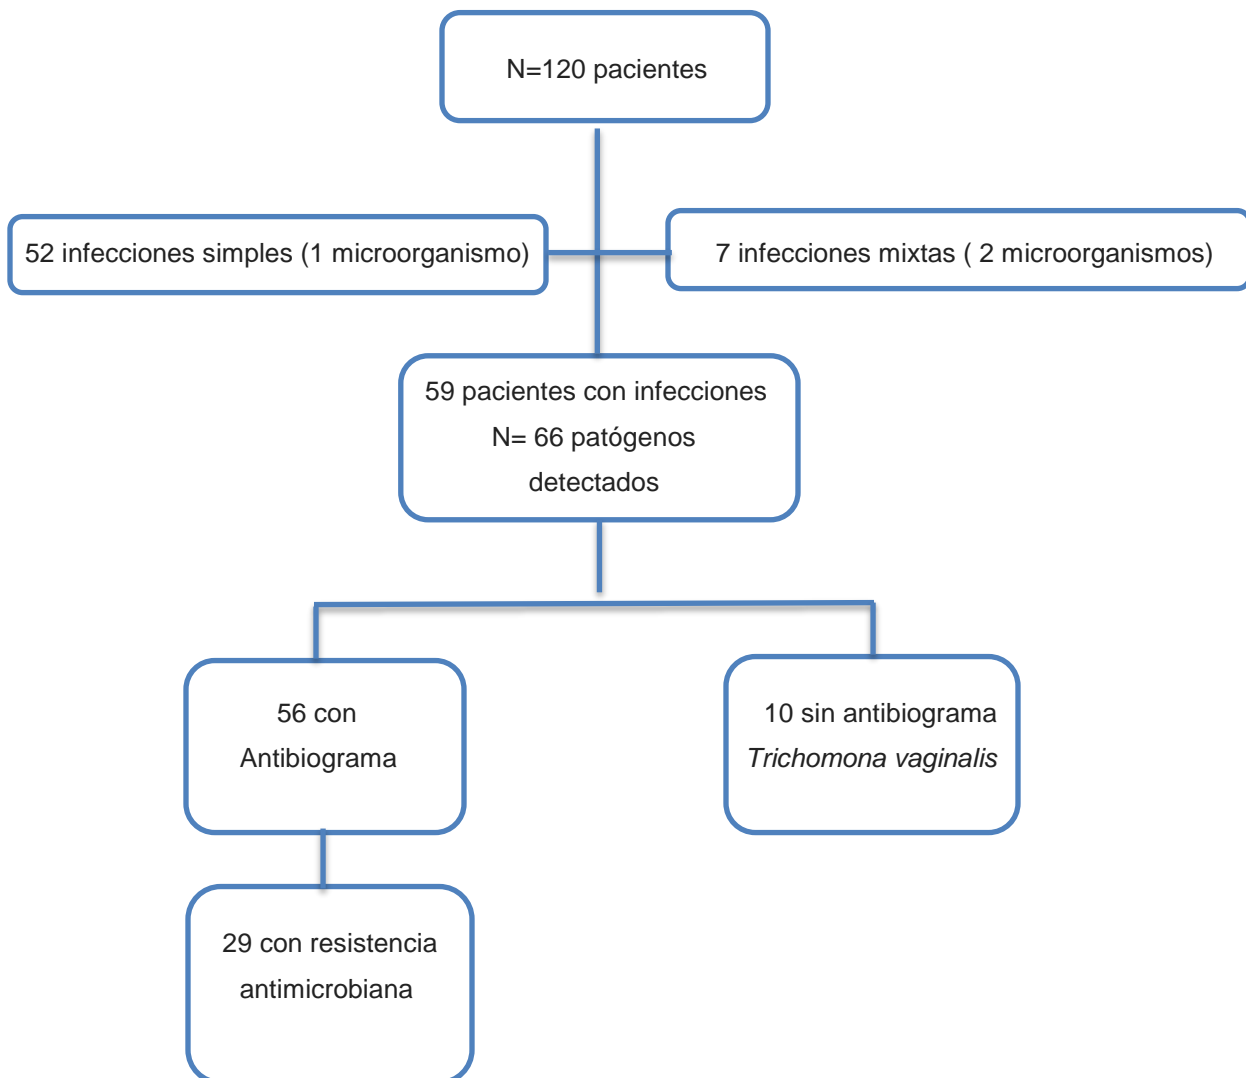 N=120 pacientes
52 infecciones simples (1 microorganismo)
7 infecciones mixtas ( 2 microorganismos)
59 pacientes con infecciones
N= 66 patógenos
detectados
56 con
Antibiograma
10 sin antibiograma
Trichomona vaginalis
29 con resistencia
antimicrobiana